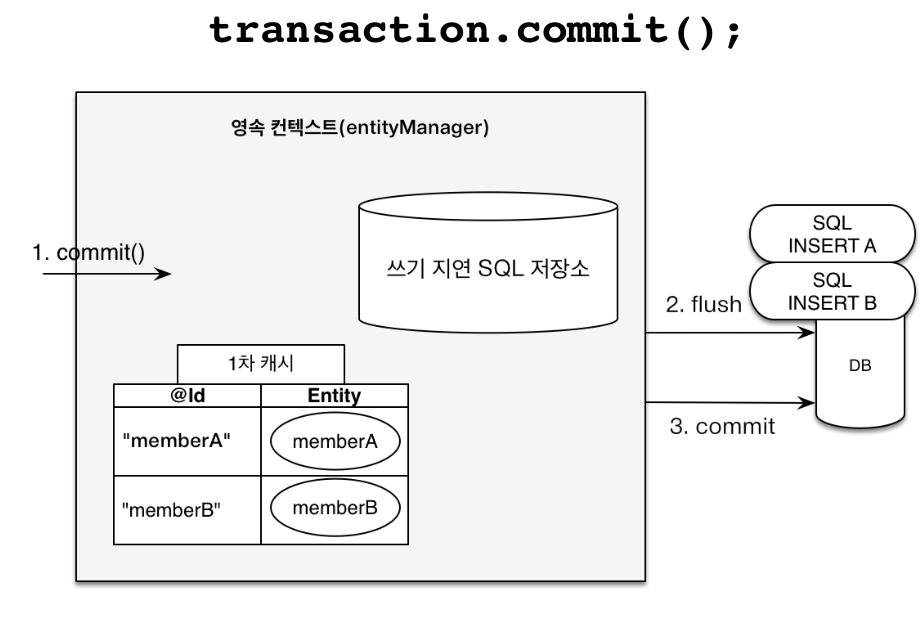 transaction.commit();
영속 컨텍스트(entityManager)
1. commit()
쓰기 지연 SQL 저장소
SQL
INSERT A
SQL
INSERT B
2. flush
DB
3. commit
1차 캐시
@Id
Entity
"memberA"
memberA
"memberB"
memberB